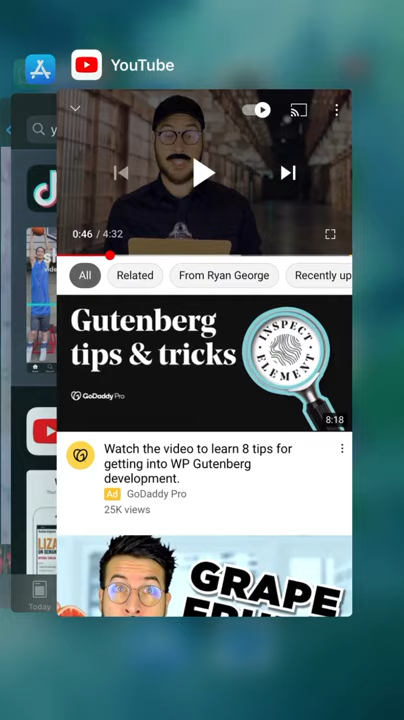 YouTube
y
0:46 / 4:32
All
Related
From Ryan George
Recently up
Gutenberg
tips & tricks
INSPECT
ELEMENT
GoDaddy Pro
8:18
Watch the video to learn 8 tips for
getting into WP Gutenberg
development.
Ad GoDaddy Pro
25K views
GRAPE
Today